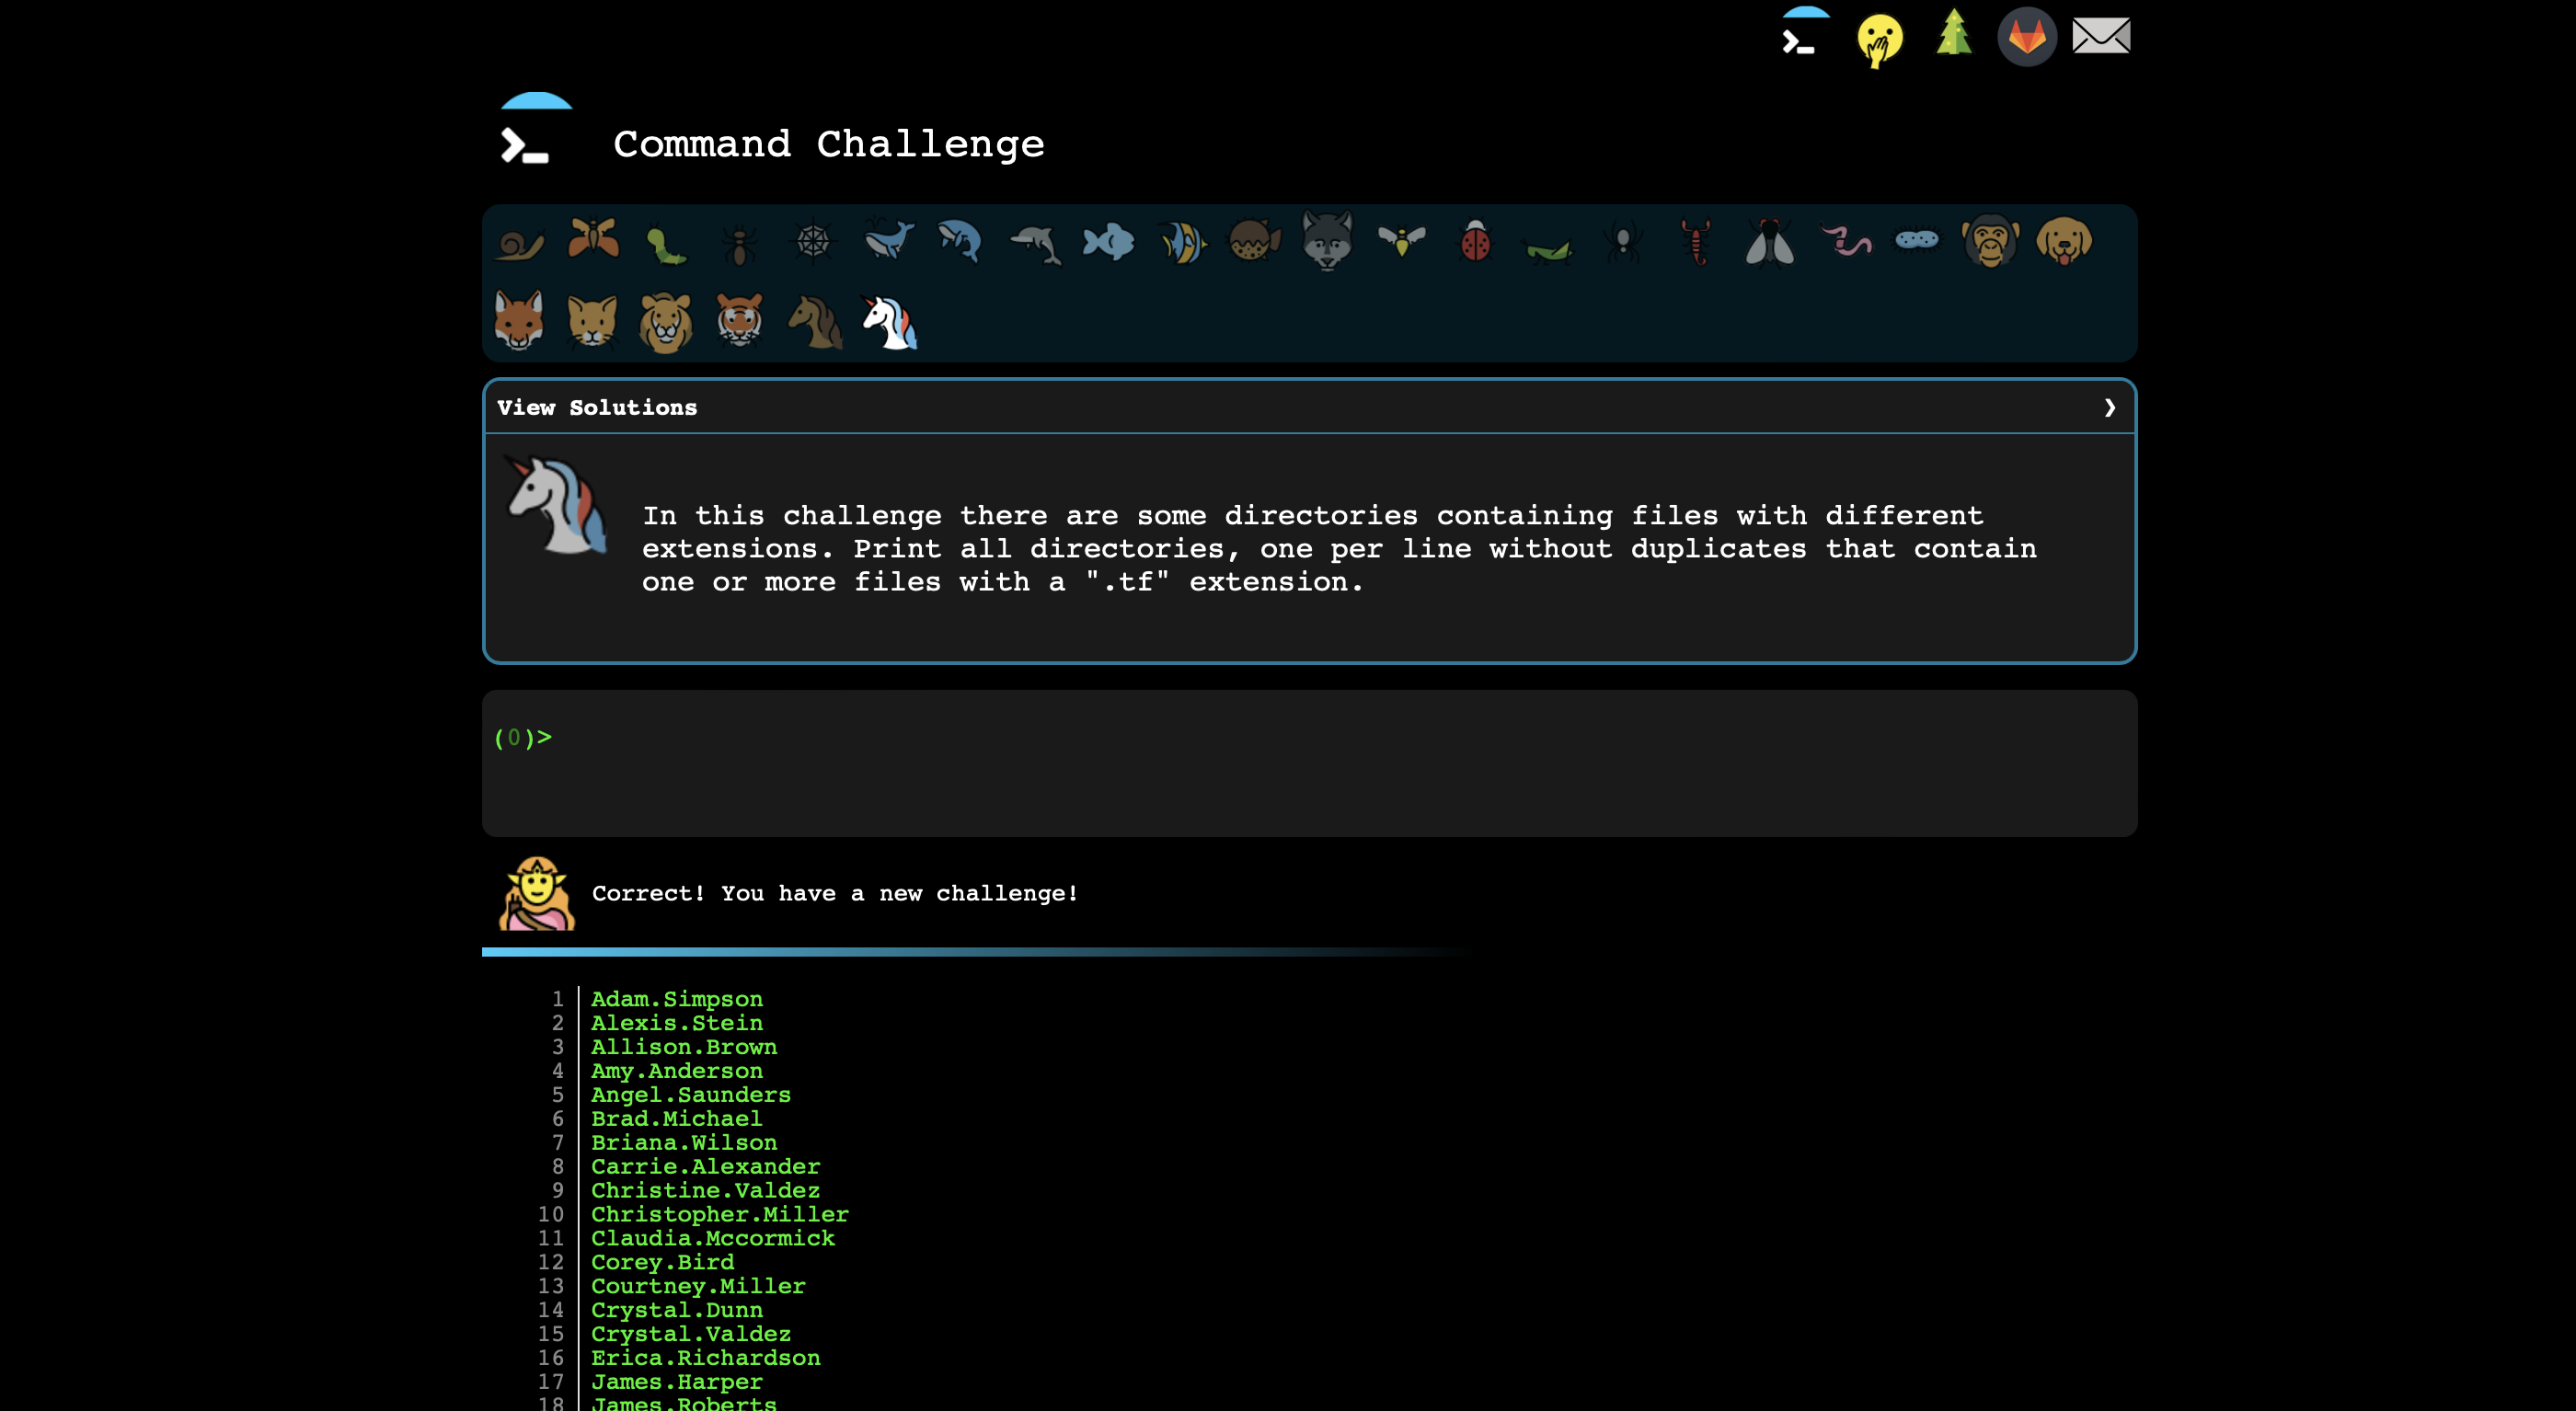 Command Challenge
View Solutions
In this challenge there are some directories containing files with different
extensions. Print all directories, one per line without duplicates that contain
one or more files with a ".tf" extension.
(0)>
Correct! You have a new challenge!
1 Adam.Simpson
2 Alexis.Stein
3 Allison.Brown
4 Amy.Anderson
5 Angel.Saunders
6 Brad.Michael
7 Briana.Wilson
8 Carrie.Alexander
9 Christine.Valdez
10 Christopher.Miller
11 Claudia.Mccormick
12 Corey.Bird
13 Courtney.Miller
14 Crystal.Dunn
15 Crystal.Valdez
16 Erica.Richardson
17 James.Harper
18 James.Roberts